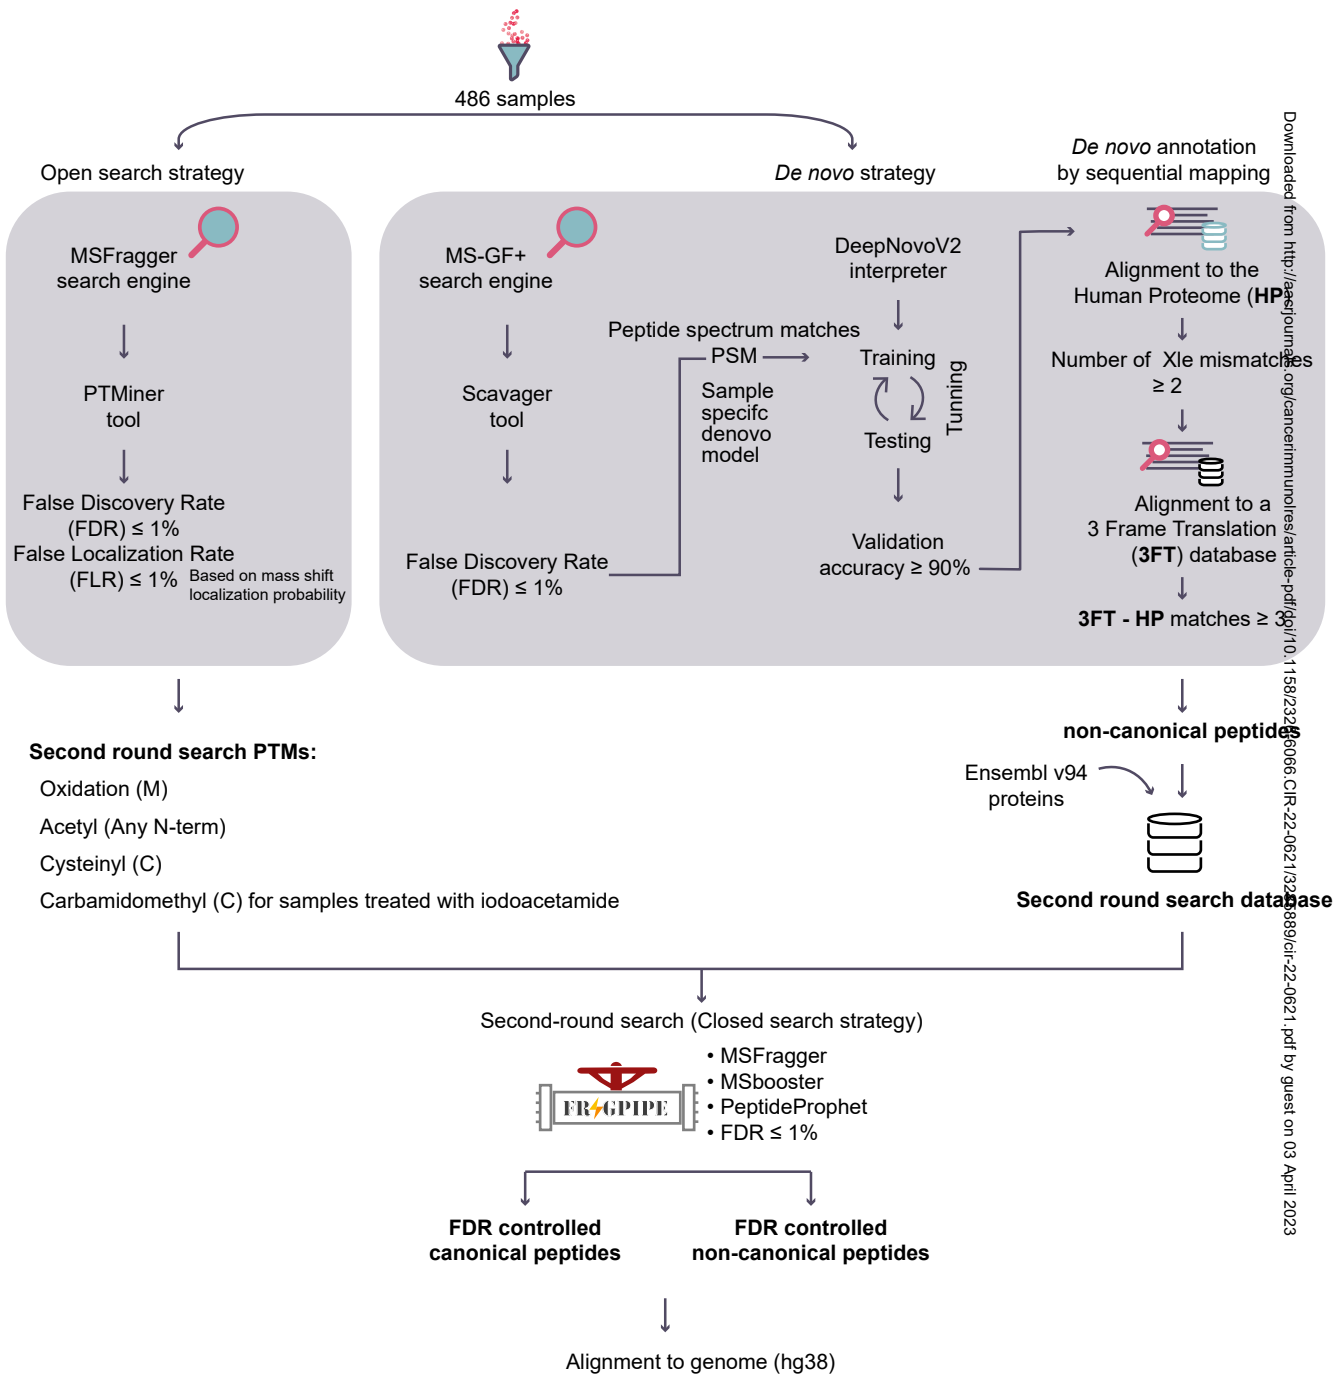 486 samples
Open search strategy
De novo strategy
De novo annotation
by sequential mapping
MSFragger
search engine
PTMiner
tool
False Discovery Rate
(FDR) ≤ 1%
False Localization Rate
(FLR) ≤ 1%
Based on mass shift
localization probability
MS-GF+
search engine
Scavager
tool
False Discovery Rate
(FDR) ≤ 1%
Peptide spectrum matches
PSM
Sample
specifc
denovo
model
DeepNovoV2
interpreter
Training
Testing
Tunning
Validation
accuracy ≥ 90%
Alignment to the
Human Proteome (HP
Number of Xle mismatches
≥ 2
Alignment to a
3 Frame Translation
(3FT) database
3FT - HP matches ≥ 3
non-canonical peptides
Ensembl v94
proteins
Second round search database
Second round search PTMs:
Oxidation (M)
Acetyl (Any N-term)
Cysteinyl (C)
Carbamidomethyl (C) for samples treated with iodoacetamide
Second-round search (Closed search strategy)
FRAGPIPE
• MSFragger
• MSbooster
• PeptideProphet
• FDR ≤ 1%
FDR controlled
canonical peptides
FDR controlled
non-canonical peptides
Alignment to genome (hg38)
Downloaded from http://aacrjournals.org/cancerimmunolres/article-pdf/doi/10.1158/2326-6066.CIR-22-0621/3285889/cir-22-0621.pdf by guest on 03 April 2023